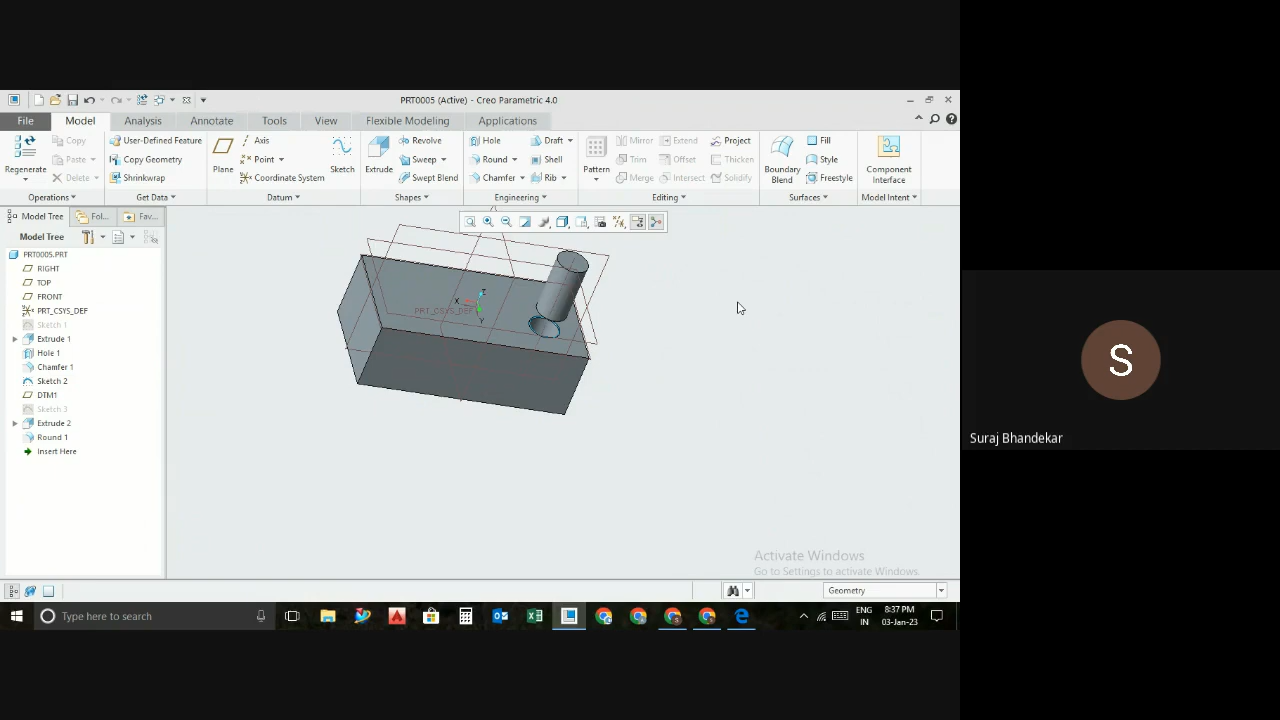 PRT0005 (Active) - Creo Parametric 4.0
File Model Analysis Annotate Tools View Flexible Modeling Applications
Regenerate
Copy
Paste
Delete
Operations
User-Defined Feature
Copy Geometry
Shrinkwrap
Get Data
Plane
Axis
Point
Coordinate System
Sketch
Datum
Extrude
Revolve
Sweep
Swept Blend
Shapes
Hole
Round
Chamfer
Draft
Shell
Rib
Engineering
Pattern
Mirror
Trim
Merge
Extend
Offset
Intersect
Project
Thicken
Solidify
Editing
Boundary
Blend
Fill
Style
Freestyle
Surfaces
Component
Interface
Model Intent
Model Tree Fol... Fav...
Model Tree
PRT0005.PRT
RIGHT
TOP
FRONT
PRT_CSYS_DEF
Sketch 1
Extrude 1
Hole 1
Chamfer 1
Sketch 2
DTM1
Sketch 3
Extrude 2
Round 1
Insert Here
Z
X
PRT_CSYS_DEF
Y
Activate Windows
Go to Settings to activate Windows.
Geometry
Type here to search
ENG
IN
8:37 PM
03-Jan-23
S
Suraj Bhandekar